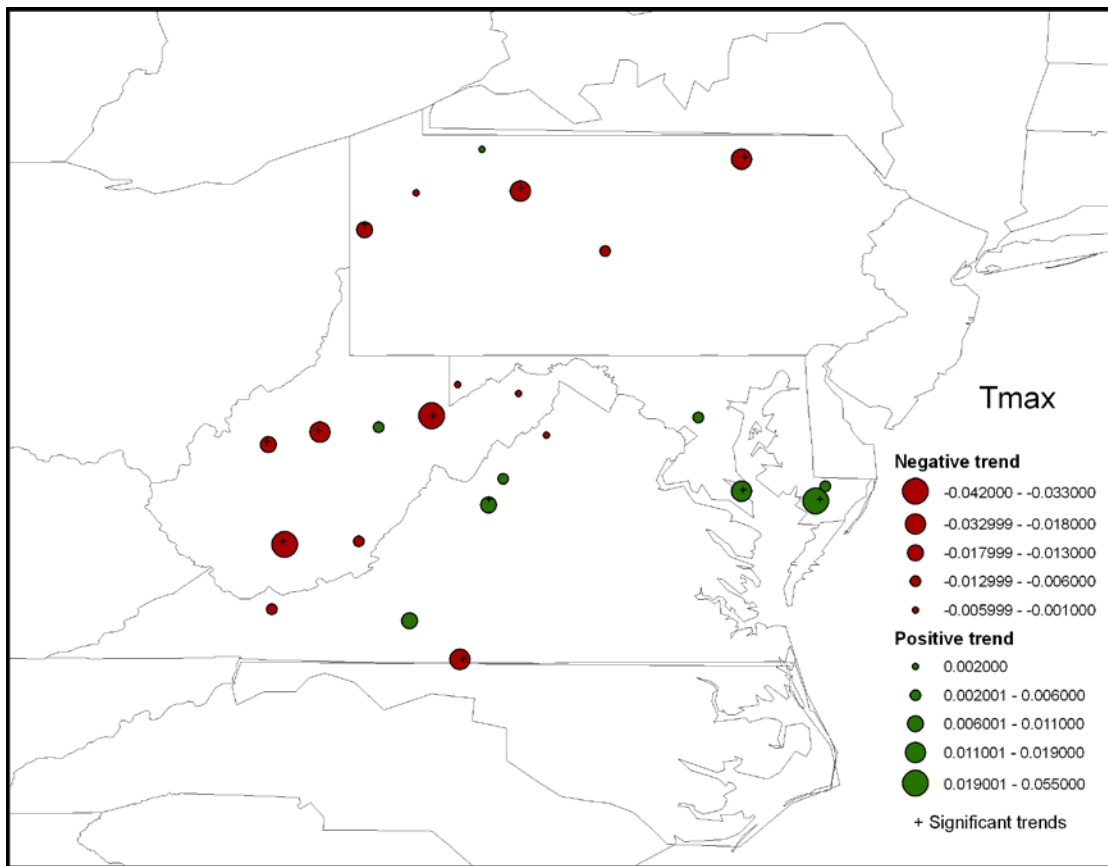 Tmax
Negative trend
-0.042000 - -0.033000
-0.032999 - -0.018000
-0.017999 - -0.013000
-0.012999 - -0.006000
-0.005999 - -0.001000
Positive trend
0.002000
0.002001 - 0.006000
0.006001 - 0.011000
0.011001 - 0.019000
0.019001 - 0.055000
+ Significant trends